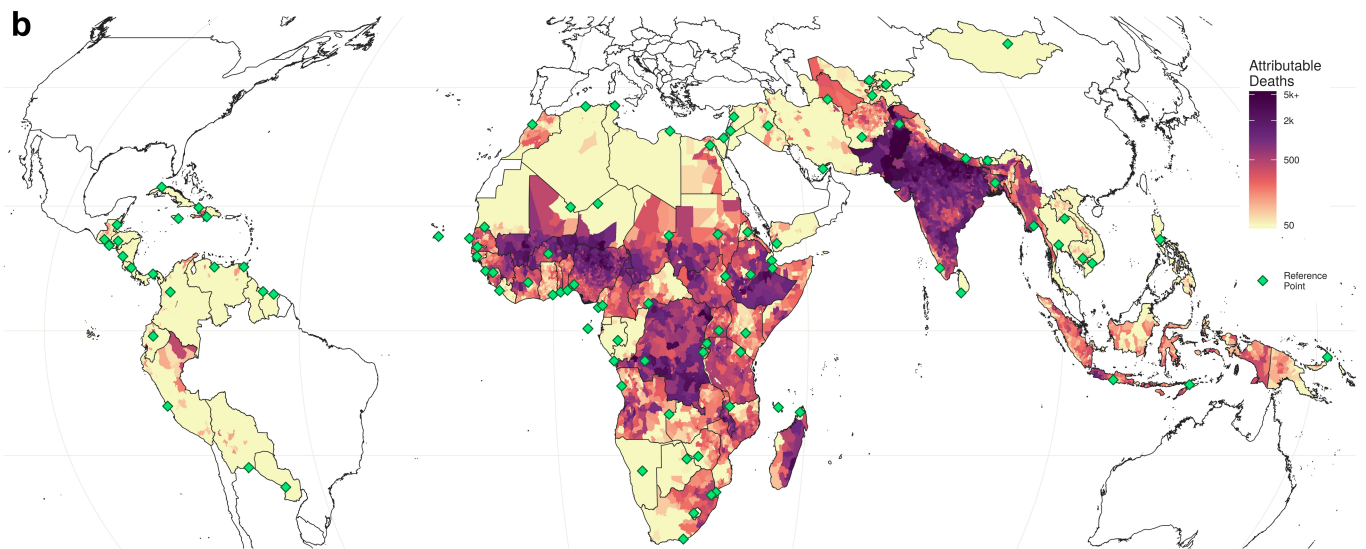 b
Attributable
Deaths
5k+
2k
500
50
Reference
Point